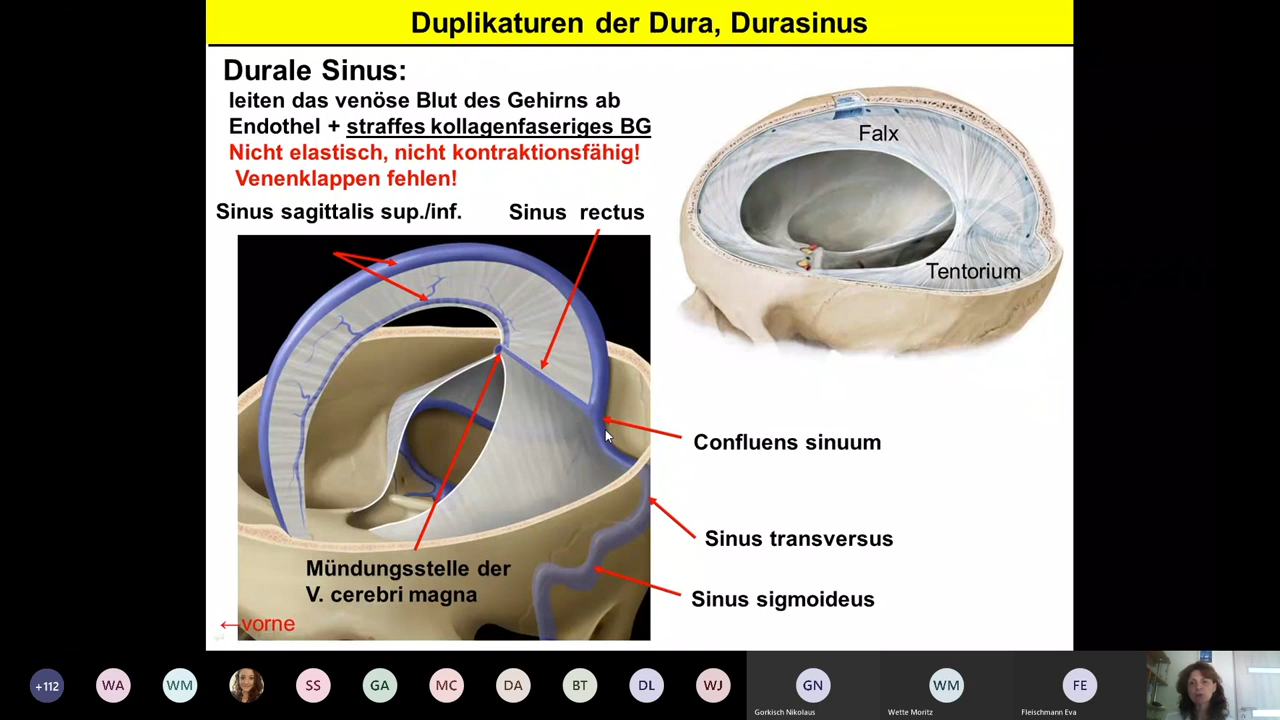 Duplikaturen der Dura, Durasinus
Durale Sinus:
leiten das venöse Blut des Gehirns ab
Endothel + straffes kollagenfaseriges BG
Nicht elastisch, nicht kontraktionsfähig!
Venenklappen fehlen!
Sinus sagittalis sup./inf.
Sinus rectus
Falx
Tentorium
Confluens sinuum
Sinus transversus
Sinus sigmoideus
Mündungsstelle der
V. cerebri magna
←vorne
+112
WA
WM
SS
GA
MC
DA
BT
DL
WJ
GN
Gorkisch Nikolaus
WM
Wette Moritz
FE
Fleischmann Eva